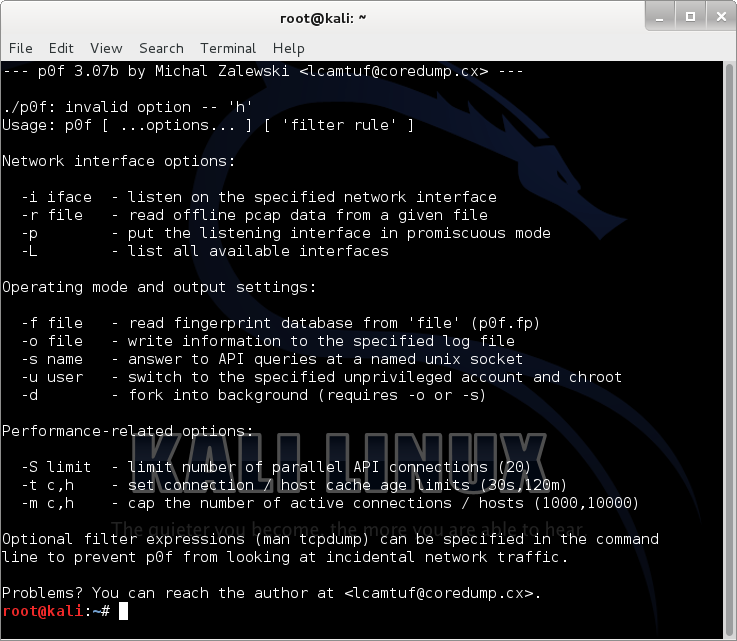 root@kali: ~
File Edit View Search Terminal Help
--- p0f 3.07b by Michal Zalewski <lcamtuf@coredump.cx> ---
./p0f: invalid option -- 'h'
Usage: p0f [ ...options... ] [ 'filter rule' ]
Network interface options:
-i iface - listen on the specified network interface
-r file - read offline pcap data from a given file
-p - put the listening interface in promiscuous mode
-L - list all available interfaces
Operating mode and output settings:
-f file - read fingerprint database from 'file' (p0f.fp)
-o file - write information to the specified log file
-s name - answer to API queries at a named unix socket
-u user - switch to the specified unprivileged account and chroot
-d - fork into background (requires -o or -s)
Performance-related options:
KALI LINUX
-S limit - limit number of parallel API connections (20)
-t c,h - set connection / host cache age limits (30s,120m)
-m c,h - cap the number of active connections / hosts (1000,10000)
The quieter you become, the more you are able to hear
Optional filter expressions (man tcpdump) can be specified in the command
line to prevent p0f from looking at incidental network traffic.
Problems? You can reach the author at <lcamtuf@coredump.cx>.
root@kali:~#